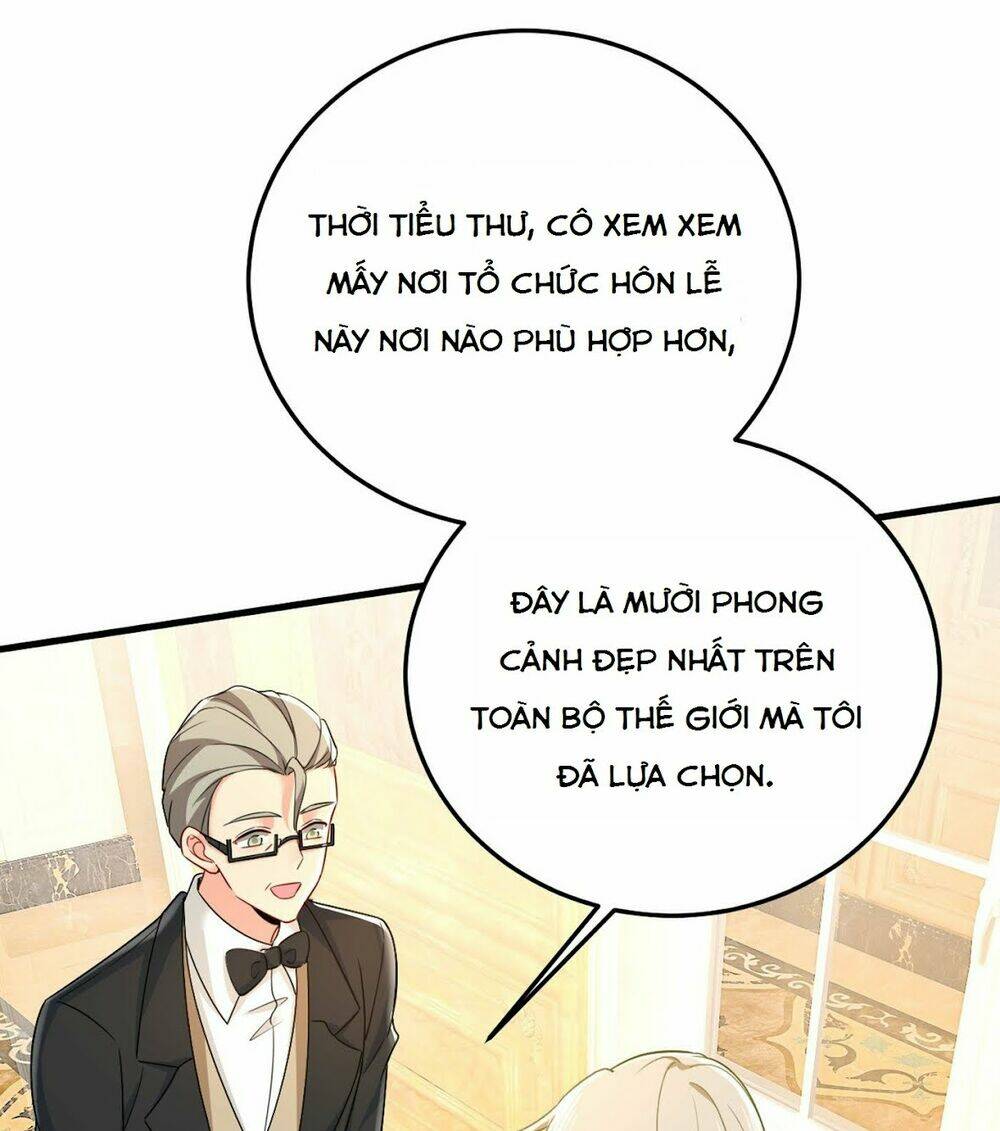 THỜI TIỂU THƯ, CÔ XEM XEM
MẤY NƠI TỔ CHỨC HÔN LỄ
NÀY NƠI NÀO PHÙ HỢP HƠN,
ĐÂY LÀ MƯỜI PHONG
CẢNH ĐẸP NHẤT TRÊN
TOÀN BỘ THẾ GIỚI MÀ TÔI
ĐÃ LỰA CHỌN.